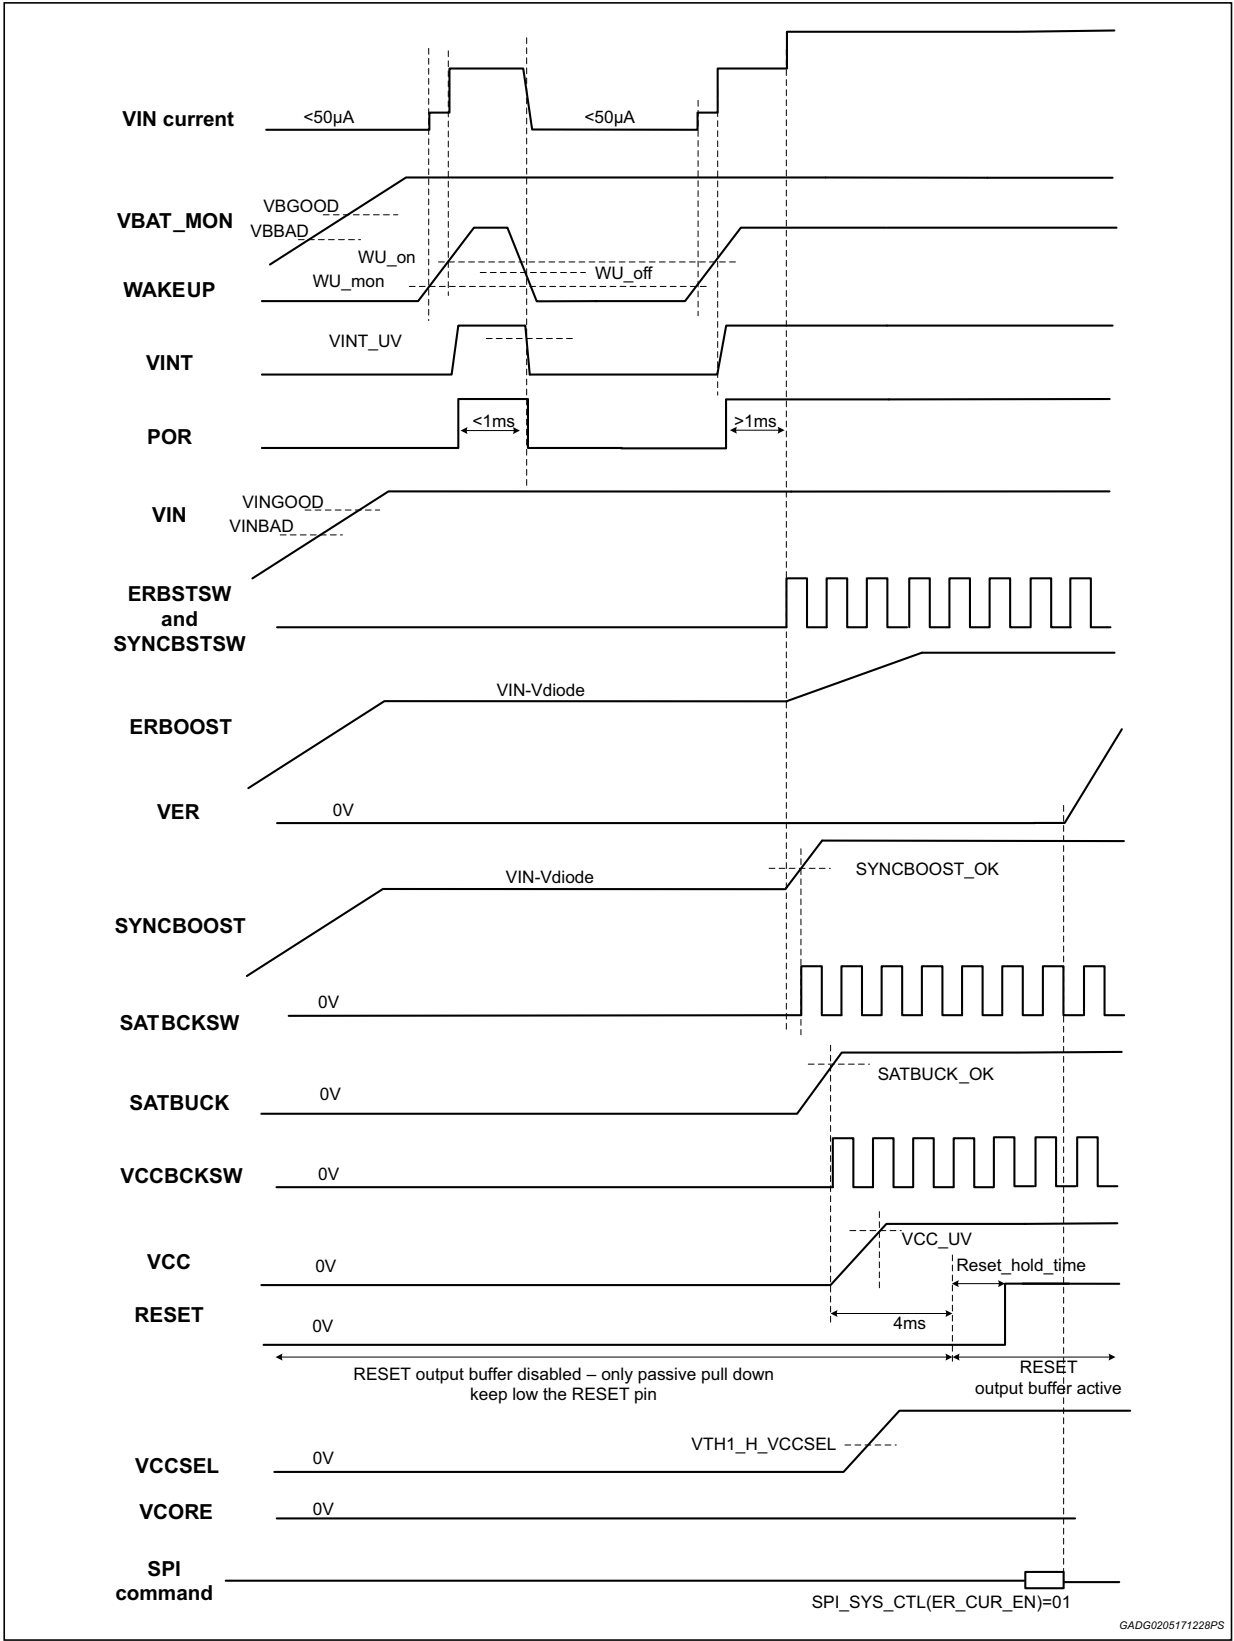 VIN current
<50µA
<50µA
VBAT_MON
VBGOOD
VBBAD
WU_on
WU_off
WU_mon
WAKEUP
VINT_UV
VINT
<1ms
>1ms
POR
VINGOOD
VIN
VINBAD
ERBSTSW
and
SYNCBSTSW
VIN-Vdiode
ERBOOST
VER
0V
SYNCBOOST_OK
VIN-Vdiode
SYNCBOOST
0V
SATBCKSW
SATBUCK_OK
0V
SATBUCK
VCCBCKSW
0V
VCC_UV
VCC
0V
Reset_hold_time
RESET
0V
4ms
RESET output buffer disabled – only passive pull down
keep low the RESET pin
RESET
output buffer active
VTH1_H_VCCSEL
VCCSEL
0V
VCORE
0V
SPI
command
SPI_SYS_CTL(ER_CUR_EN)=01
GADG0205171228PS